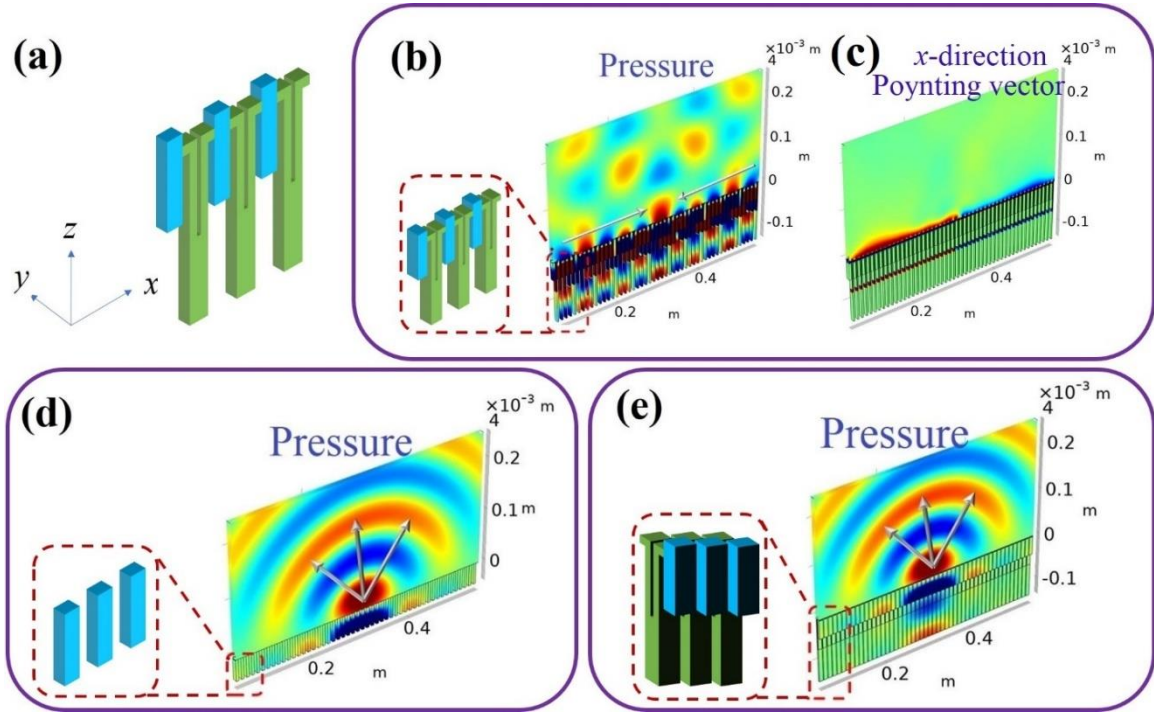 (a)
z
y
x
(b)
Pressure
×10⁻³ m
4
0.2
0.1
m
0
-0.1
0.4
0.2
m
(c)
x-direction
Poynting vector
×10⁻³ m
4
0.2
0.1
m
0
-0.1
0.4
0.2
m
(d)
Pressure
×10⁻³ m
4
0.2
0.1 m
0
0.4
0.2
m
(e)
Pressure
×10⁻³ m
4
0.2
0.1
m
0
-0.1
0.4
0.2
m